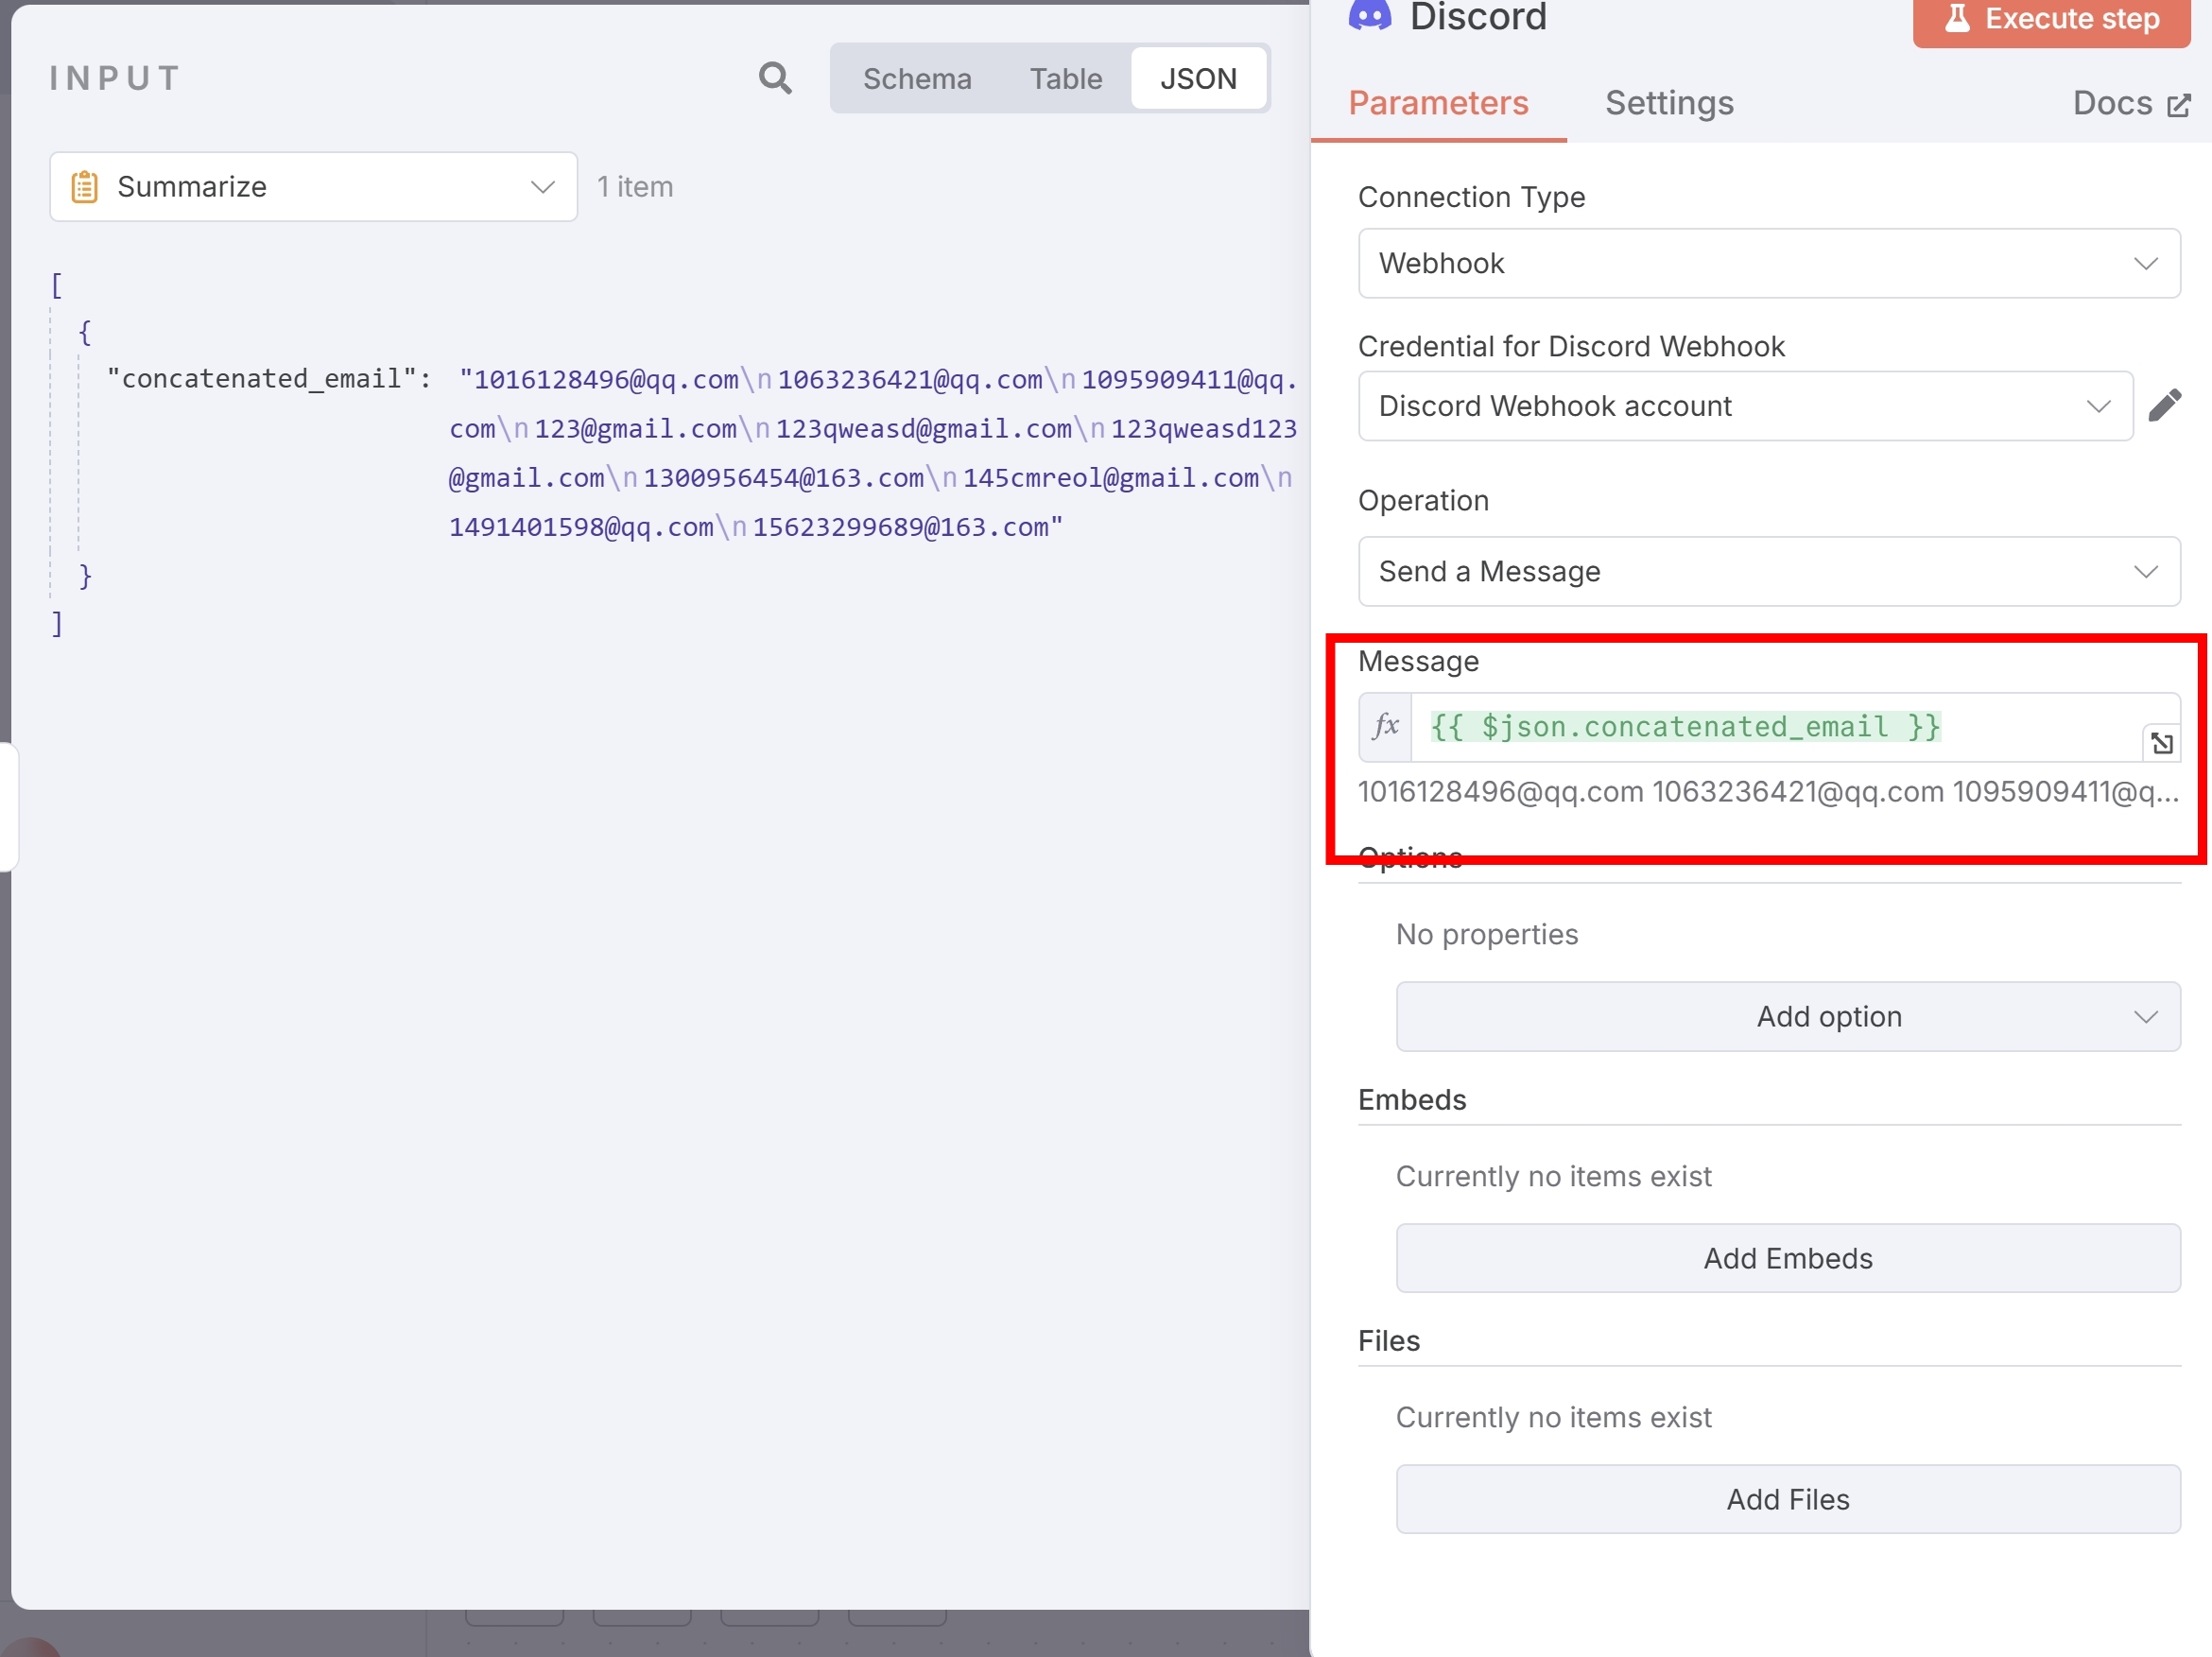 INPUT
Schema Table JSON
Summarize 1 item
[
{
"concatenated_email": "1016128496@qq.com\n1063236421@qq.com\n1095909411@qq.
com\n123@gmail.com\n123qweasd@gmail.com\n123qweasd123
@gmail.com\n1300956454@163.com\n145cmreol@gmail.com\n
1491401598@qq.com\n15623299689@163.com"
}
]
Discord Execute step
Parameters Settings Docs
Connection Type
Webhook
Credential for Discord Webhook
Discord Webhook account
Operation
Send a Message
Message
fx {{ $json.concatenated_email }}
1016128496@qq.com 1063236421@qq.com 1095909411@q...
Options
No properties
Add option
Embeds
Currently no items exist
Add Embeds
Files
Currently no items exist
Add Files